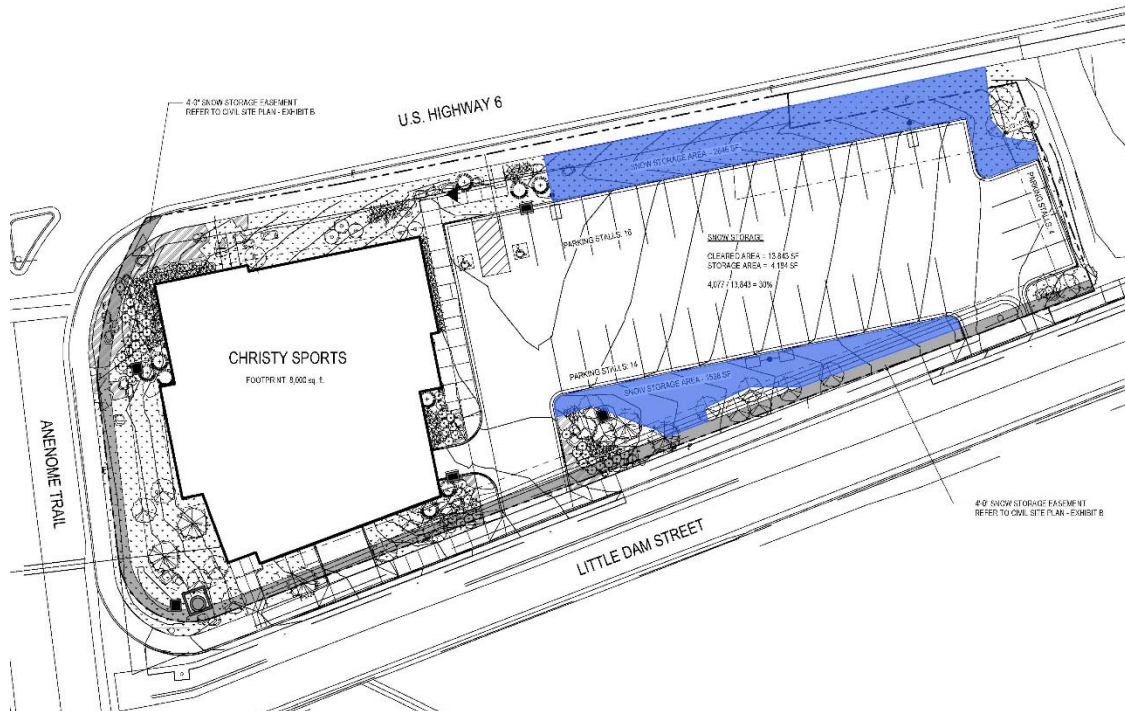 4'-0" SNOW STORAGE EASEMENT
REFER TO CIVIL SITE PLAN - EXHIBIT B
U.S. HIGHWAY 6
SNOW STORAGE AREA - 2646 SF
PARKING STALLS: 4
PARKING STALLS: 16
SNOW STORAGE
CLEARED AREA = 13,843 SF
STORAGE AREA = 4,184 SF
4,077 / 13,843 = 30%
CHRISTY SPORTS
FOOTPRINT: 8,000 sq. ft.
PARKING STALLS: 14
SNOW STORAGE AREA - 1538 SF
ANENOME TRAIL
4'-0" SNOW STORAGE EASEMENT
REFER TO CIVIL SITE PLAN - EXHIBIT B
LITTLE DAM STREET